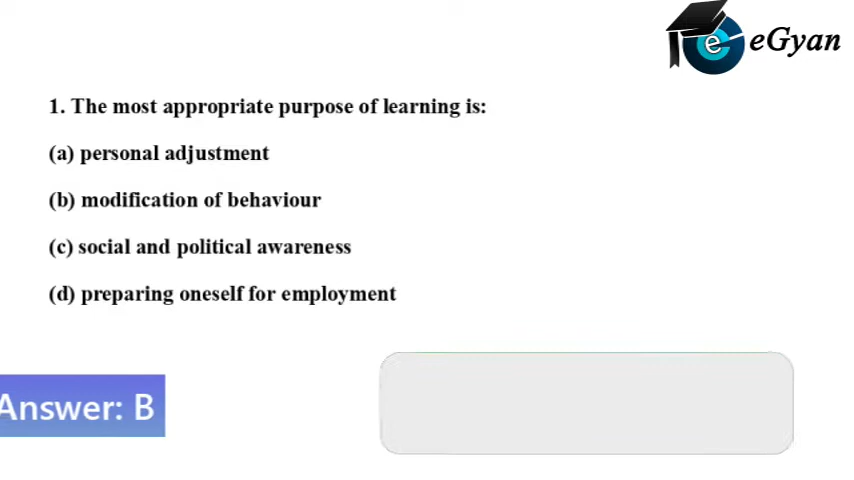 e eGyan
1. The most appropriate purpose of learning is:
(a) personal adjustment
(b) modification of behaviour
(c) social and political awareness
(d) preparing oneself for employment
Answer: B